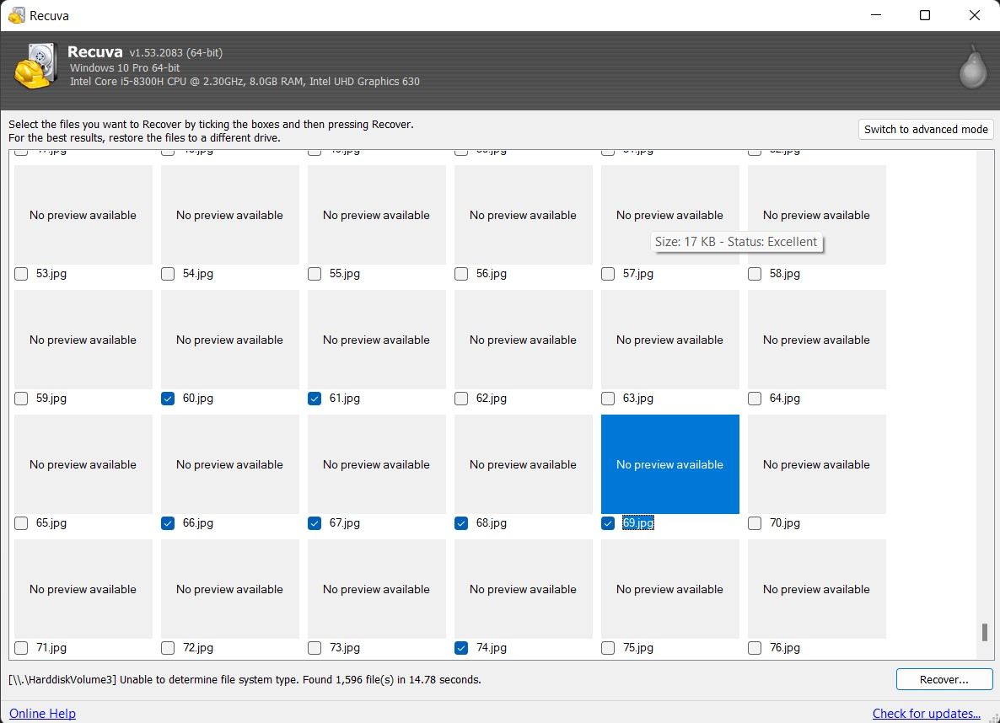 Recuva
Recuva v1.53.2083 (64-bit)
Windows 10 Pro 64-bit
Intel Core i5-8300H CPU @ 2.30GHz, 8.0GB RAM, Intel UHD Graphics 630
Select the files you want to Recover by ticking the boxes and then pressing Recover.
For the best results, restore the files to a different drive.
Switch to advanced mode
No preview available No preview available No preview available No preview available No preview available No preview available
Size: 17 KB - Status: Excellent
53.jpg 54.jpg 55.jpg 56.jpg 57.jpg 58.jpg
No preview available No preview available No preview available No preview available No preview available No preview available
59.jpg 60.jpg 61.jpg 62.jpg 63.jpg 64.jpg
No preview available No preview available No preview available No preview available No preview available No preview available
65.jpg 66.jpg 67.jpg 68.jpg 69.jpg 70.jpg
No preview available No preview available No preview available No preview available No preview available No preview available
71.jpg 72.jpg 73.jpg 74.jpg 75.jpg 76.jpg
[\\.\HarddiskVolume3] Unable to determine file system type. Found 1,596 file(s) in 14.78 seconds.
Recover...
Online Help
Check for updates...